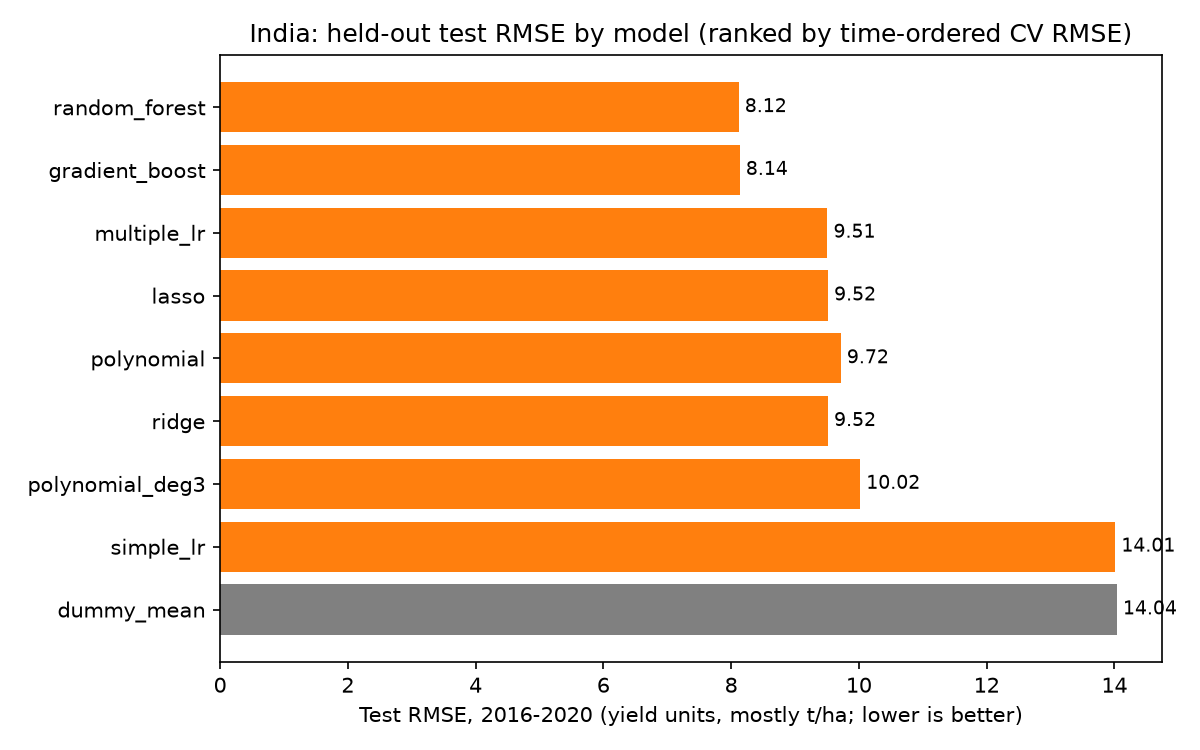 India: held-out test RMSE by model (ranked by time-ordered CV RMSE)
random_forest 8.12
gradient_boost 8.14
multiple_lr 9.51
lasso 9.52
polynomial 9.72
ridge 9.52
polynomial_deg3 10.02
simple_lr 14.01
dummy_mean 14.04
0 2 4 6 8 10 12 14
Test RMSE, 2016-2020 (yield units, mostly t/ha; lower is better)